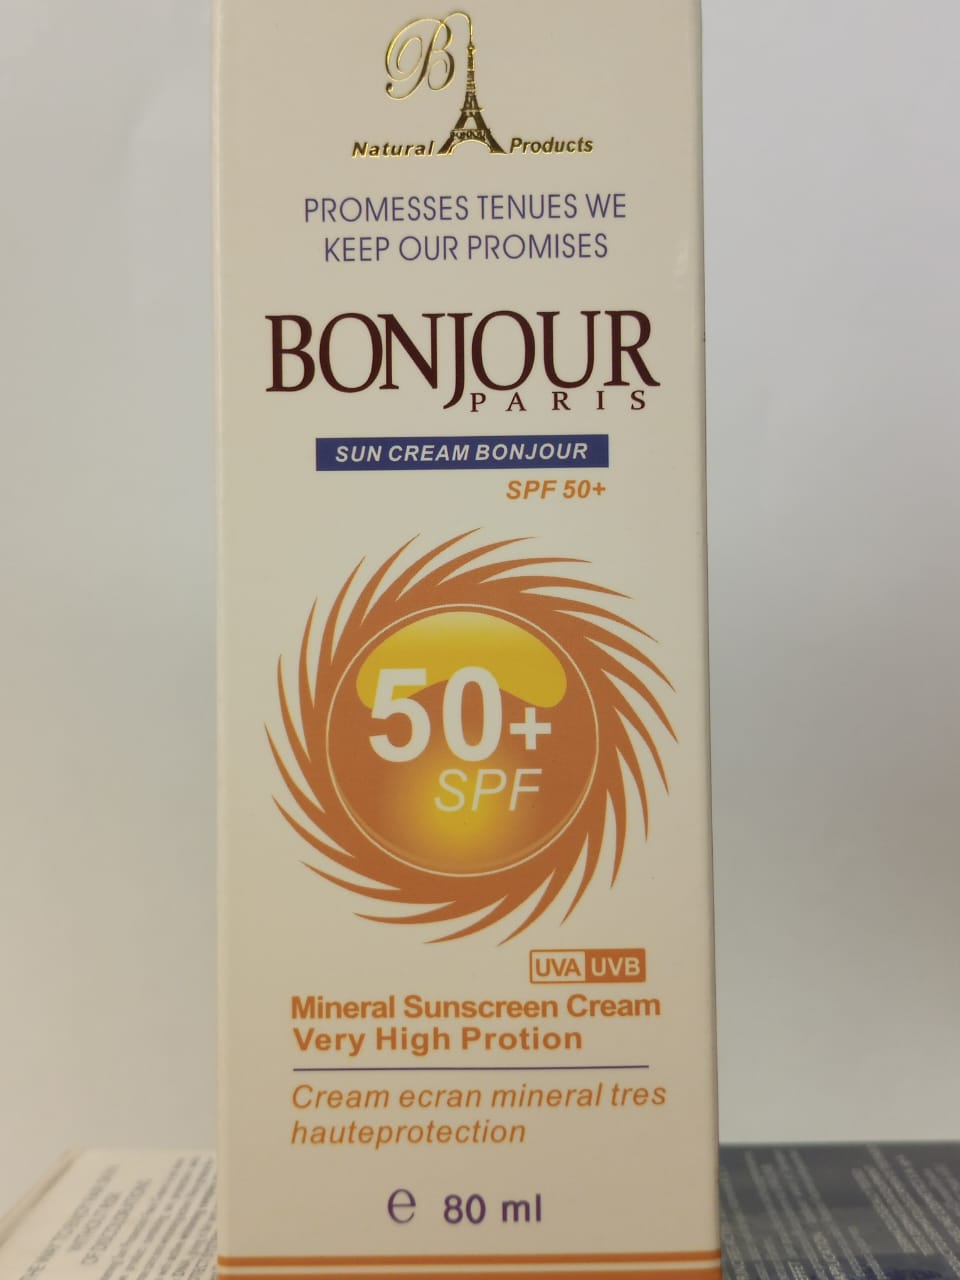 B
Natural Products
PROMESSES TENUES WE
KEEP OUR PROMISES
BONJOUR
PARIS
SUN CREAM BONJOUR
SPF 50+
50+
SPF
UVA UVB
Mineral Sunscreen Cream
Very High Protion
Cream ecran mineral tres
hauteprotection
e 80 ml